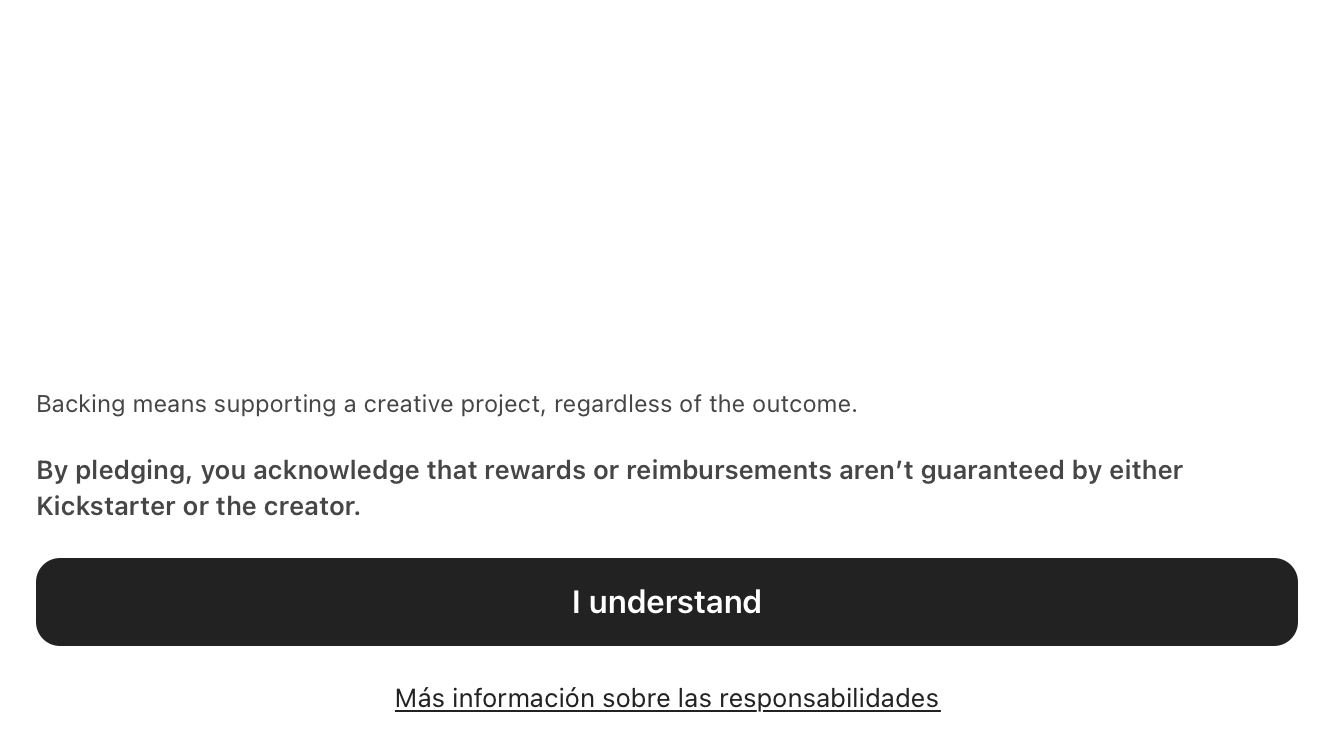 Backing means supporting a creative project, regardless of the outcome.
By pledging, you acknowledge that rewards or reimbursements aren’t guaranteed by either
Kickstarter or the creator.
I understand
Más información sobre las responsabilidades